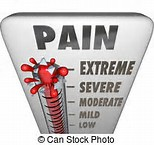 PAIN
EXTREME
SEVERE
MODERATE
MILD
LOW
© Can Stock Photo